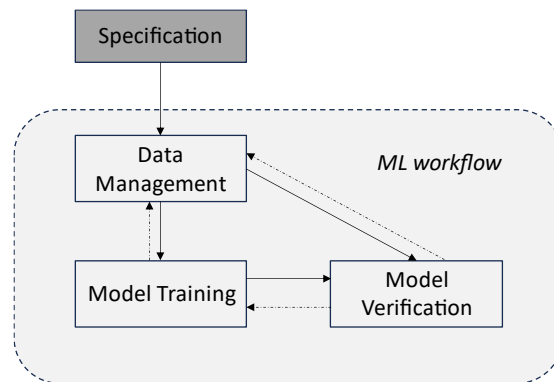 Specification
Data
Management
ML workflow
Model Training
Model
Verification